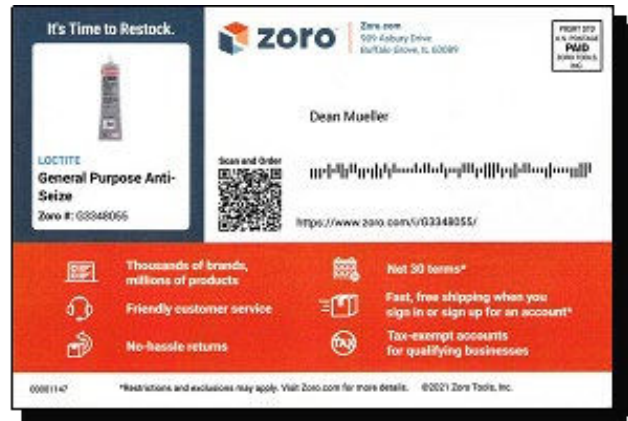 It's Time to Restock.
LOCTITE
General Purpose Anti-
Seize
Zoro #: G3348055
zoro
Zoro.com
909 Asbury Drive
Buffalo Grove, IL 60089
PRSRT STD
U.S. POSTAGE
PAID
ZORO TOOLS,
INC.
Dean Mueller
Scan and Order
https://www.zoro.com/i/G3348055/
Thousands of brands,
millions of products
Friendly customer service
No-hassle returns
Net 30 terms*
Fast, free shipping when you
sign in or sign up for an account*
TAX
Tax-exempt accounts
for qualifying businesses
00001147
*Restrictions and exclusions may apply. Visit Zoro.com for more details.
©2021 Zoro Tools, Inc.